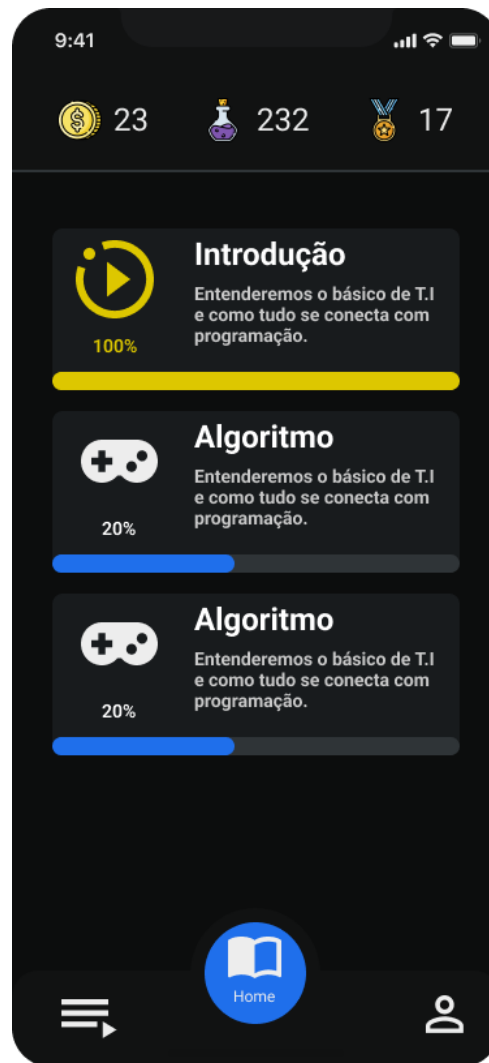 9:41
23 232 17
Introdução
Entenderemos o básico de T.I
e como tudo se conecta com
programação.
100%
Algoritmo
Entenderemos o básico de T.I
e como tudo se conecta com
programação.
20%
Algoritmo
Entenderemos o básico de T.I
e como tudo se conecta com
programação.
20%
Home